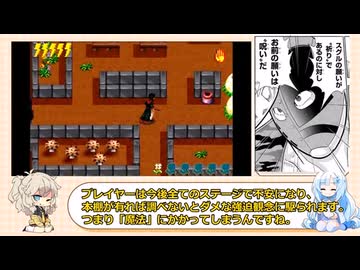 スグルの願いが
"祈り"で
あるのに対し
お前の願いは
"呪い"だ
プレイヤーは今後全てのステージで不安になり、
本棚が有れば調べないとダメな強迫観念に駆られます。
つまり「魔法」にかかってしまうんですね。